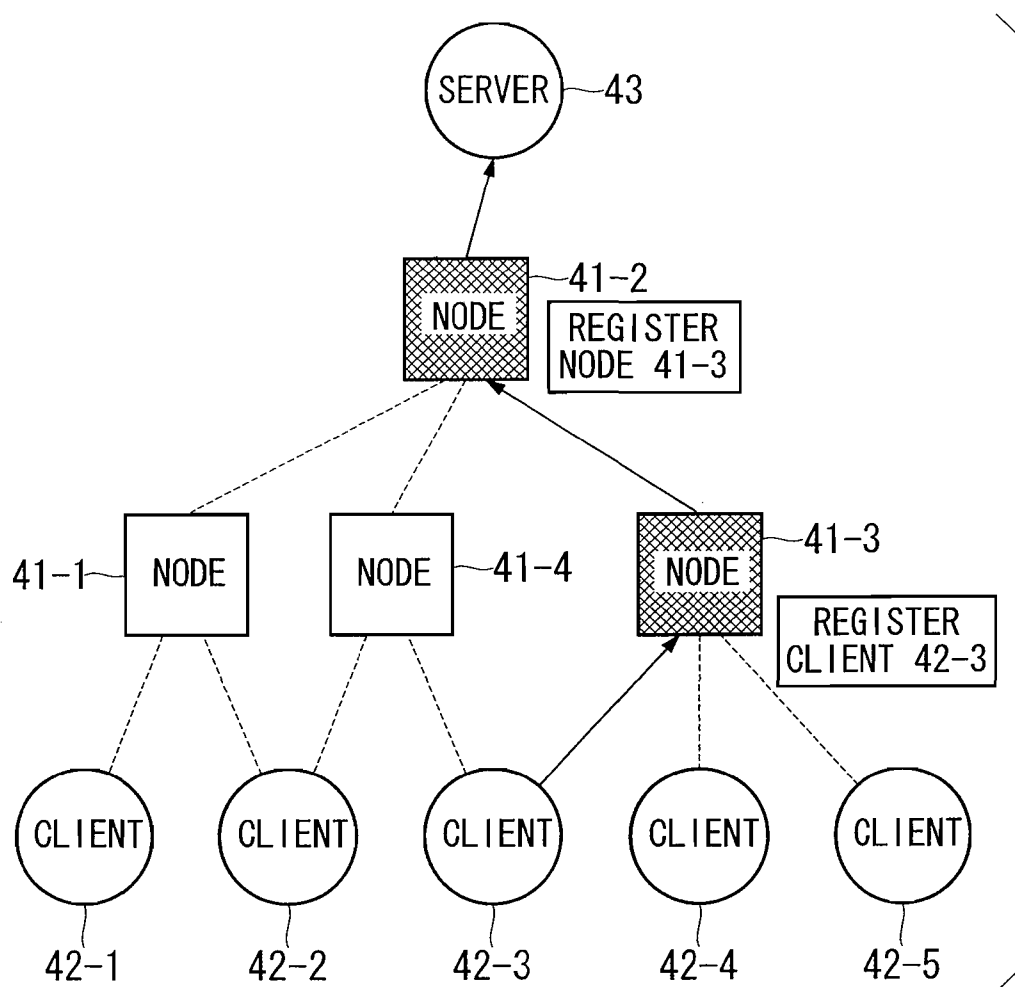 SERVER
43
41-2
NODE
REGISTER
NODE 41-3
41-1
NODE
NODE
41-4
NODE
41-3
REGISTER
CLIENT 42-3
CLIENT
CLIENT
CLIENT
CLIENT
CLIENT
42-1
42-2
42-3
42-4
42-5